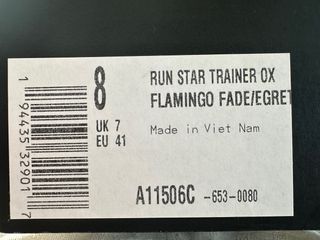 8
RUN STAR TRAINER OX
FLAMINGO FADE/EGRET
UK 7
EU 41
Made in Viet Nam
A11506C -653-0080
1 94435 32901 7